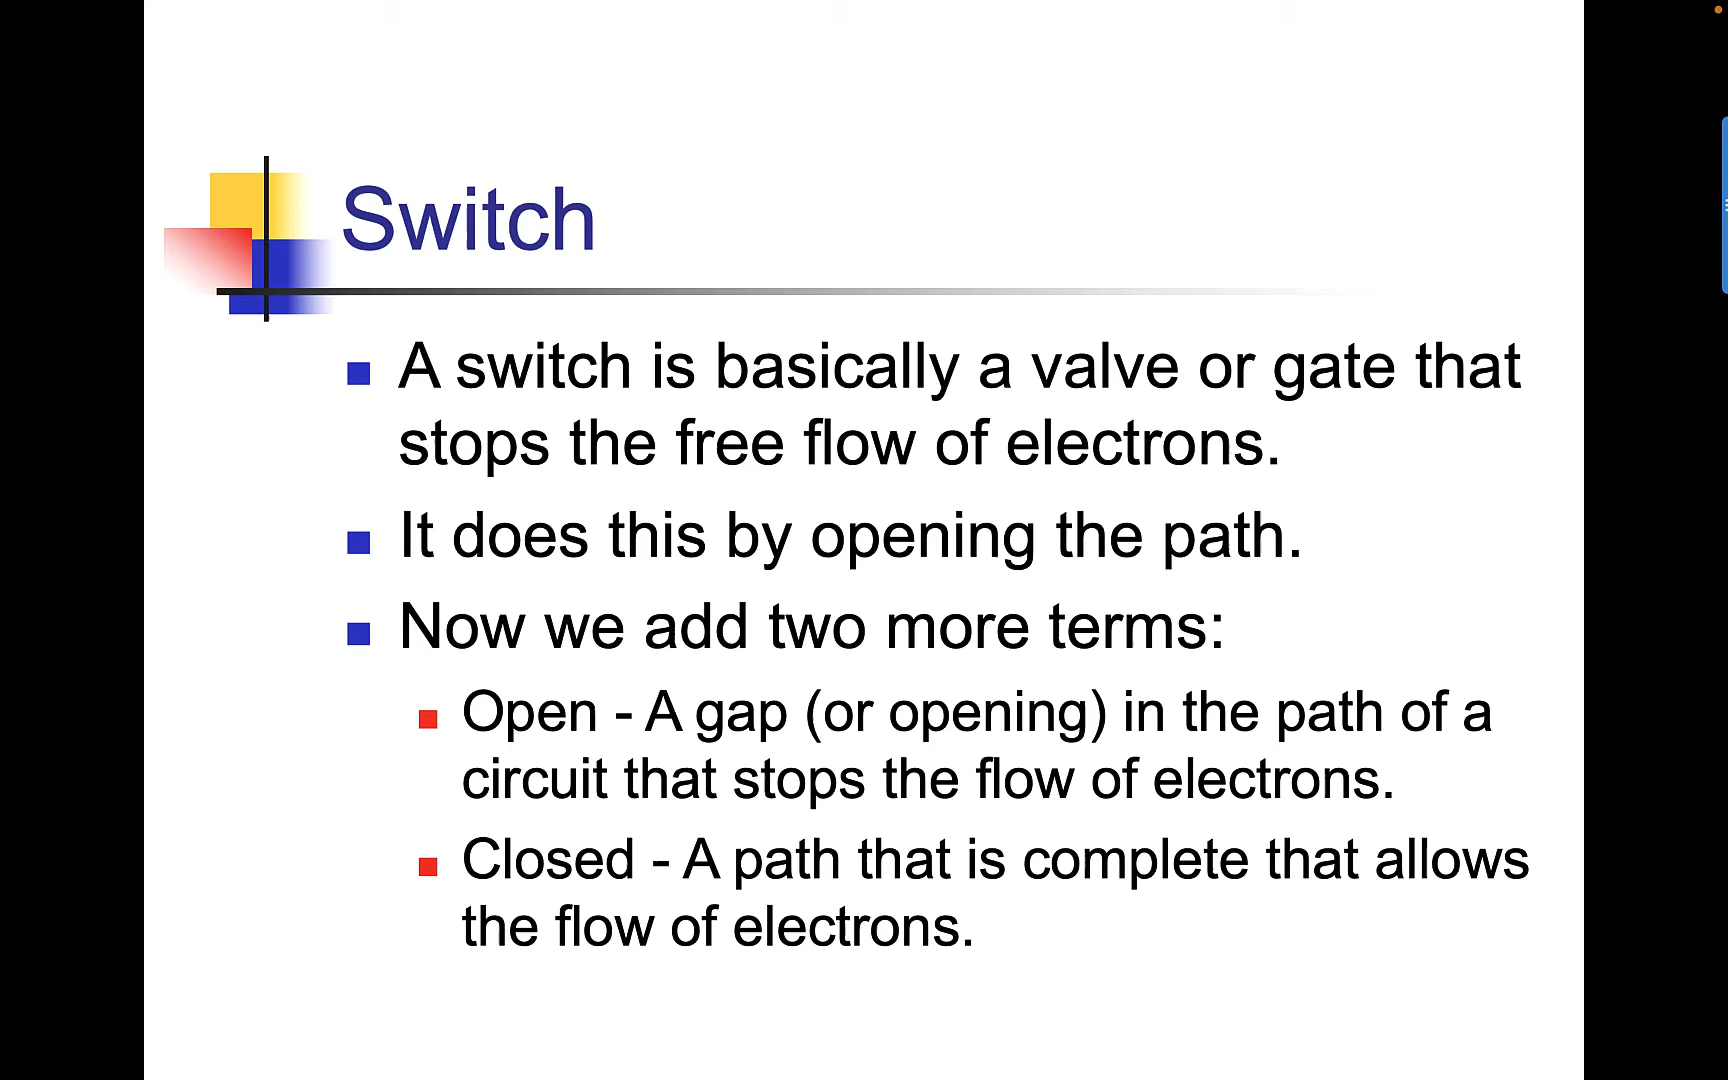 Switch
A switch is basically a valve or gate that
stops the free flow of electrons.
It does this by opening the path.
Now we add two more terms:
Open - A gap (or opening) in the path of a
circuit that stops the flow of electrons.
Closed - A path that is complete that allows
the flow of electrons.